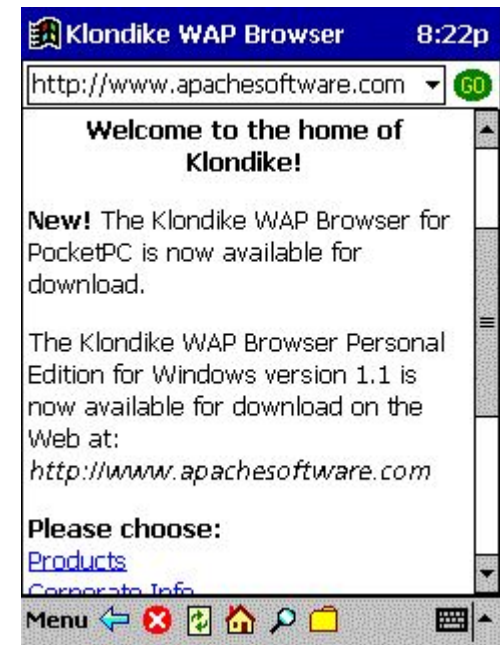 Klondike WAP Browser 8:22p
http://www.apachesoftware.com GO
Welcome to the home of
Klondike!
New! The Klondike WAP Browser for
PocketPC is now available for
download.
The Klondike WAP Browser Personal
Edition for Windows version 1.1 is
now available for download on the
Web at:
http://www.apachesoftware.com
Please choose:
Products
Corporate Info
Menu